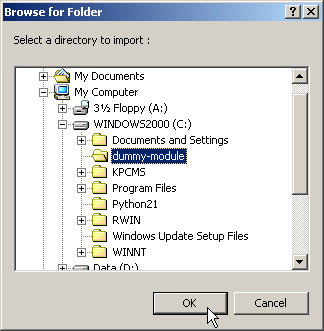 Browse for Folder
Select a directory to import :
My Documents
My Computer
3½ Floppy (A:)
WINDOWS2000 (C:)
Documents and Settings
dummy-module
KPCMS
Program Files
Python21
RWIN
Windows Update Setup Files
WINNT
Data (D:)
OK
Cancel